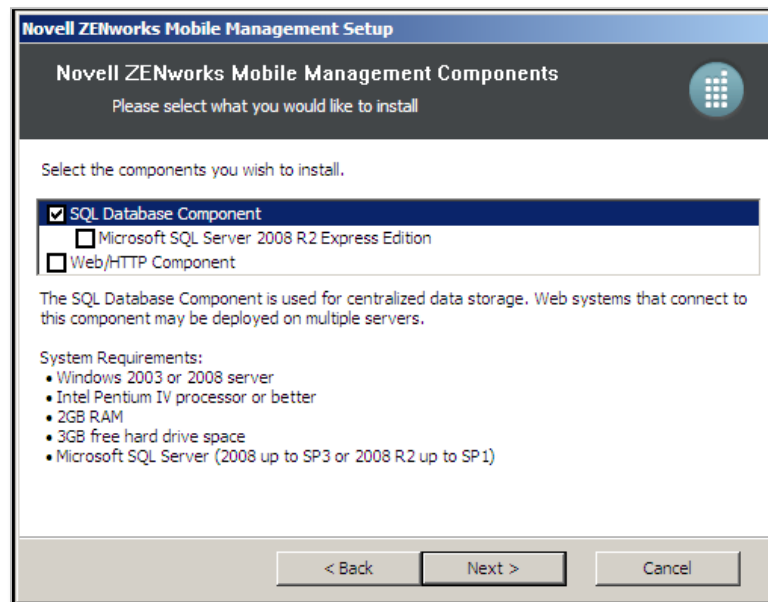 Novell ZENworks Mobile Management Setup
Novell ZENworks Mobile Management Components
Please select what you would like to install
Select the components you wish to install.
SQL Database Component
Microsoft SQL Server 2008 R2 Express Edition
Web/HTTP Component
The SQL Database Component is used for centralized data storage. Web systems that connect to
this component may be deployed on multiple servers.
System Requirements:
• Windows 2003 or 2008 server
• Intel Pentium IV processor or better
• 2GB RAM
• 3GB free hard drive space
• Microsoft SQL Server (2008 up to SP3 or 2008 R2 up to SP1)
< Back
Next >
Cancel